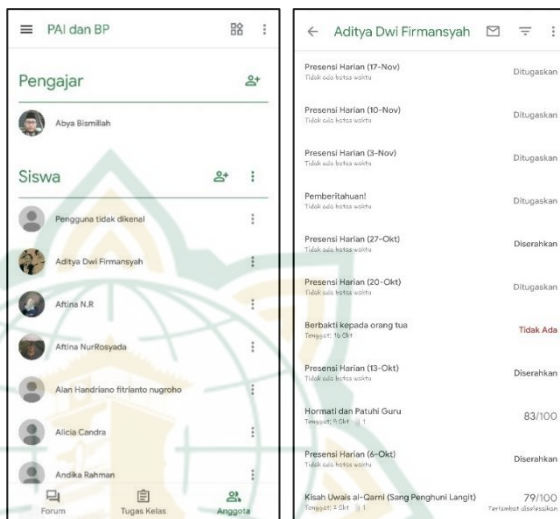 PAI dan BP
Pengajar
Abya Bismillah
Siswa
Pengguna tidak dikenal
Aditya Dwi Firmansyah
Aftina N.R
Aftina NurRosyada
Alan Handriano fitrianto nugroho
Alicia Candra
Andika Rahman
Forum
Tugas Kelas
Anggota
Aditya Dwi Firmansyah
Presensi Harian (17-Nov)
Ditugaskan
Tidak ada batas waktu
Presensi Harian (10-Nov)
Ditugaskan
Tidak ada batas waktu
Presensi Harian (3-Nov)
Ditugaskan
Tidak ada batas waktu
Pemberitahuan!
Ditugaskan
Tidak ada batas waktu
Presensi Harian (27-Okt)
Diserahkan
Tidak ada batas waktu
Presensi Harian (20-Okt)
Ditugaskan
Tidak ada batas waktu
Berbakti kepada orang tua
Tidak Ada
Tenggat: 16 Okt
Presensi Harian (13-Okt)
Diserahkan
Tidak ada batas waktu
Hormati dan Patuhi Guru
83/100
Tenggat: 9 Okt 1
Presensi Harian (6-Okt)
Diserahkan
Tidak ada batas waktu
Kisah Uwais al-Qarni (Sang Penghuni Langit)
79/100
Tenggat: 2 Okt 1
Terlambat diselesaikan